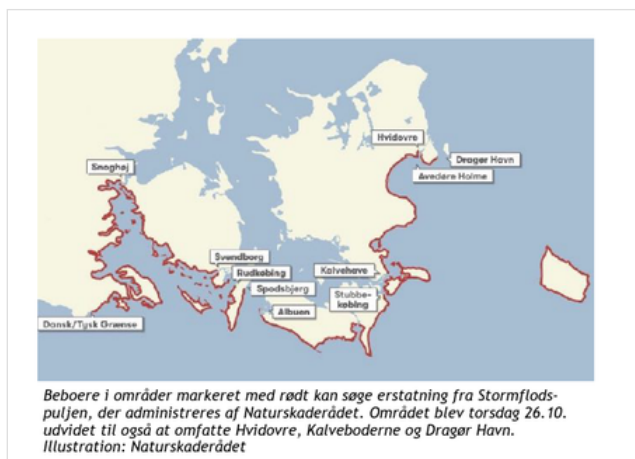 Hvidovre
Dragør Havn
Avedøre Holme
Snoghøj
Svendborg
Rudkøbing
Kalvehave
Spodsbjerg
Stubbe-
købing
Albuen
Dansk/Tysk Grænse
Beboere i områder markeret med rødt kan søge erstatning fra Stormflods-
puljen, der administreres af Naturskaderådet. Området blev torsdag 26.10.
udvidet til også at omfatte Hvidovre, Kalveboderne og Dragør Havn.
Illustration: Naturskaderådet